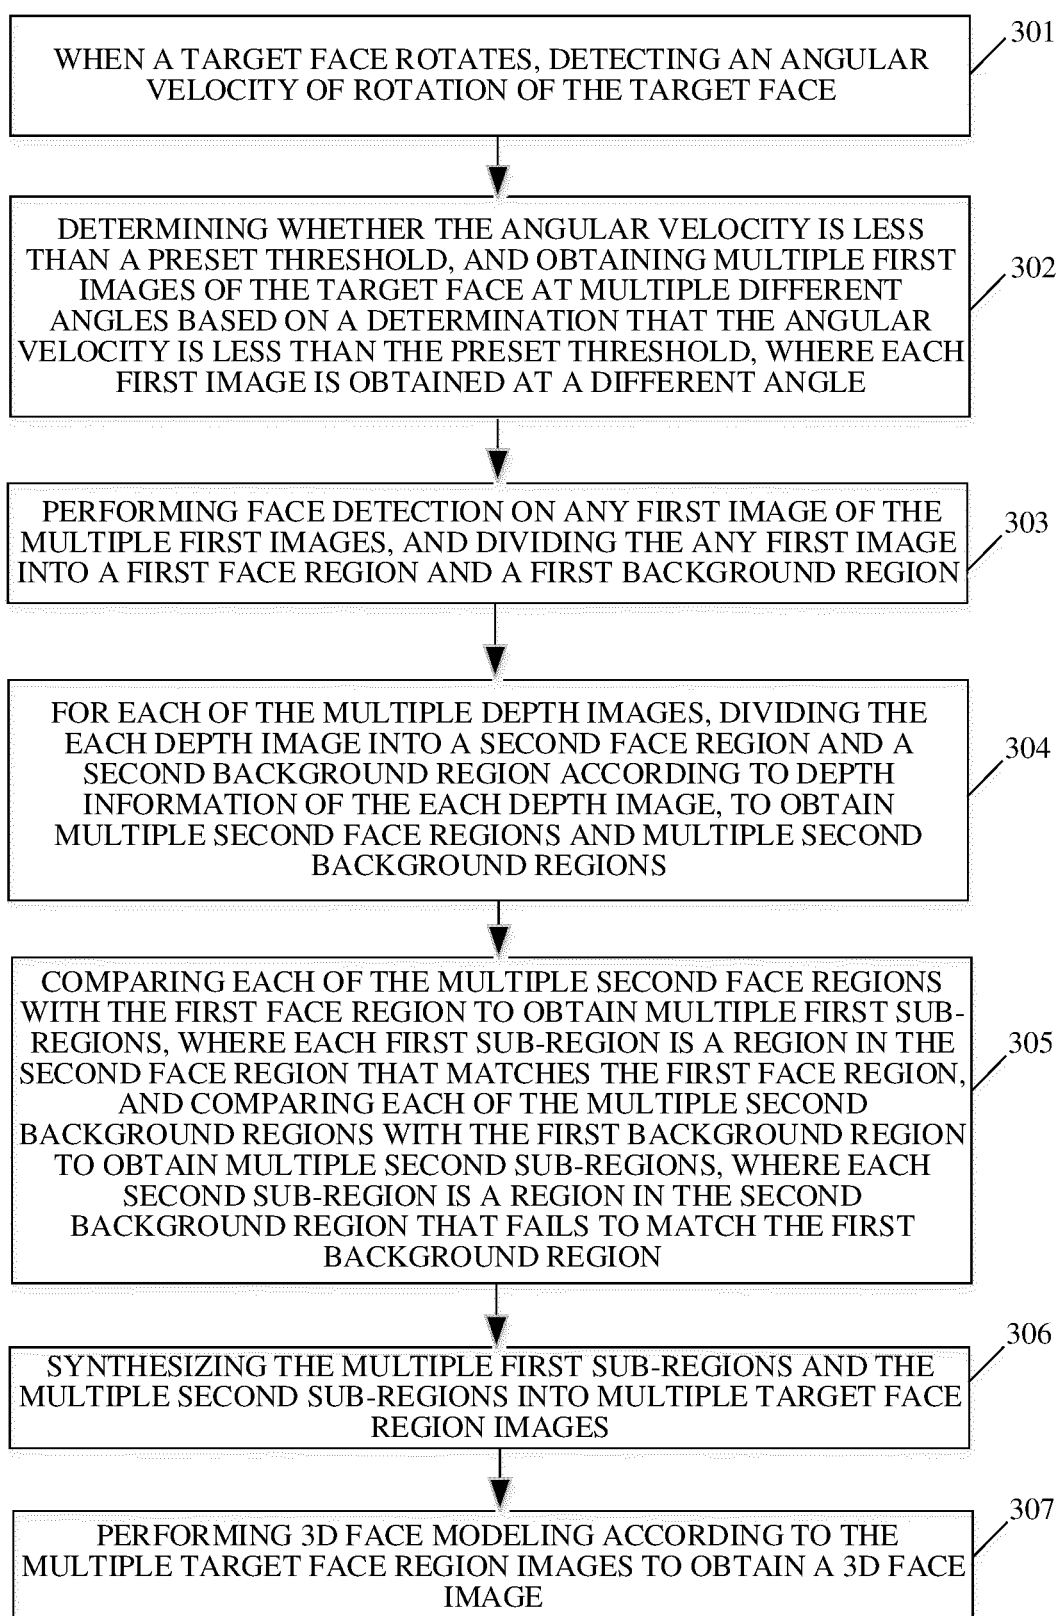 301
WHEN A TARGET FACE ROTATES, DETECTING AN ANGULAR
VELOCITY OF ROTATION OF THE TARGET FACE
302
DETERMINING WHETHER THE ANGULAR VELOCITY IS LESS
THAN A PRESET THRESHOLD, AND OBTAINING MULTIPLE FIRST
IMAGES OF THE TARGET FACE AT MULTIPLE DIFFERENT
ANGLES BASED ON A DETERMINATION THAT THE ANGULAR
VELOCITY IS LESS THAN THE PRESET THRESHOLD, WHERE EACH
FIRST IMAGE IS OBTAINED AT A DIFFERENT ANGLE
303
PERFORMING FACE DETECTION ON ANY FIRST IMAGE OF THE
MULTIPLE FIRST IMAGES, AND DIVIDING THE ANY FIRST IMAGE
INTO A FIRST FACE REGION AND A FIRST BACKGROUND REGION
304
FOR EACH OF THE MULTIPLE DEPTH IMAGES, DIVIDING THE
EACH DEPTH IMAGE INTO A SECOND FACE REGION AND A
SECOND BACKGROUND REGION ACCORDING TO DEPTH
INFORMATION OF THE EACH DEPTH IMAGE, TO OBTAIN
MULTIPLE SECOND FACE REGIONS AND MULTIPLE SECOND
BACKGROUND REGIONS
305
COMPARING EACH OF THE MULTIPLE SECOND FACE REGIONS
WITH THE FIRST FACE REGION TO OBTAIN MULTIPLE FIRST SUB-
REGIONS, WHERE EACH FIRST SUB-REGION IS A REGION IN THE
SECOND FACE REGION THAT MATCHES THE FIRST FACE REGION,
AND COMPARING EACH OF THE MULTIPLE SECOND
BACKGROUND REGIONS WITH THE FIRST BACKGROUND REGION
TO OBTAIN MULTIPLE SECOND SUB-REGIONS, WHERE EACH
SECOND SUB-REGION IS A REGION IN THE SECOND
BACKGROUND REGION THAT FAILS TO MATCH THE FIRST
BACKGROUND REGION
306
SYNTHESIZING THE MULTIPLE FIRST SUB-REGIONS AND THE
MULTIPLE SECOND SUB-REGIONS INTO MULTIPLE TARGET FACE
REGION IMAGES
307
PERFORMING 3D FACE MODELING ACCORDING TO THE
MULTIPLE TARGET FACE REGION IMAGES TO OBTAIN A 3D FACE
IMAGE